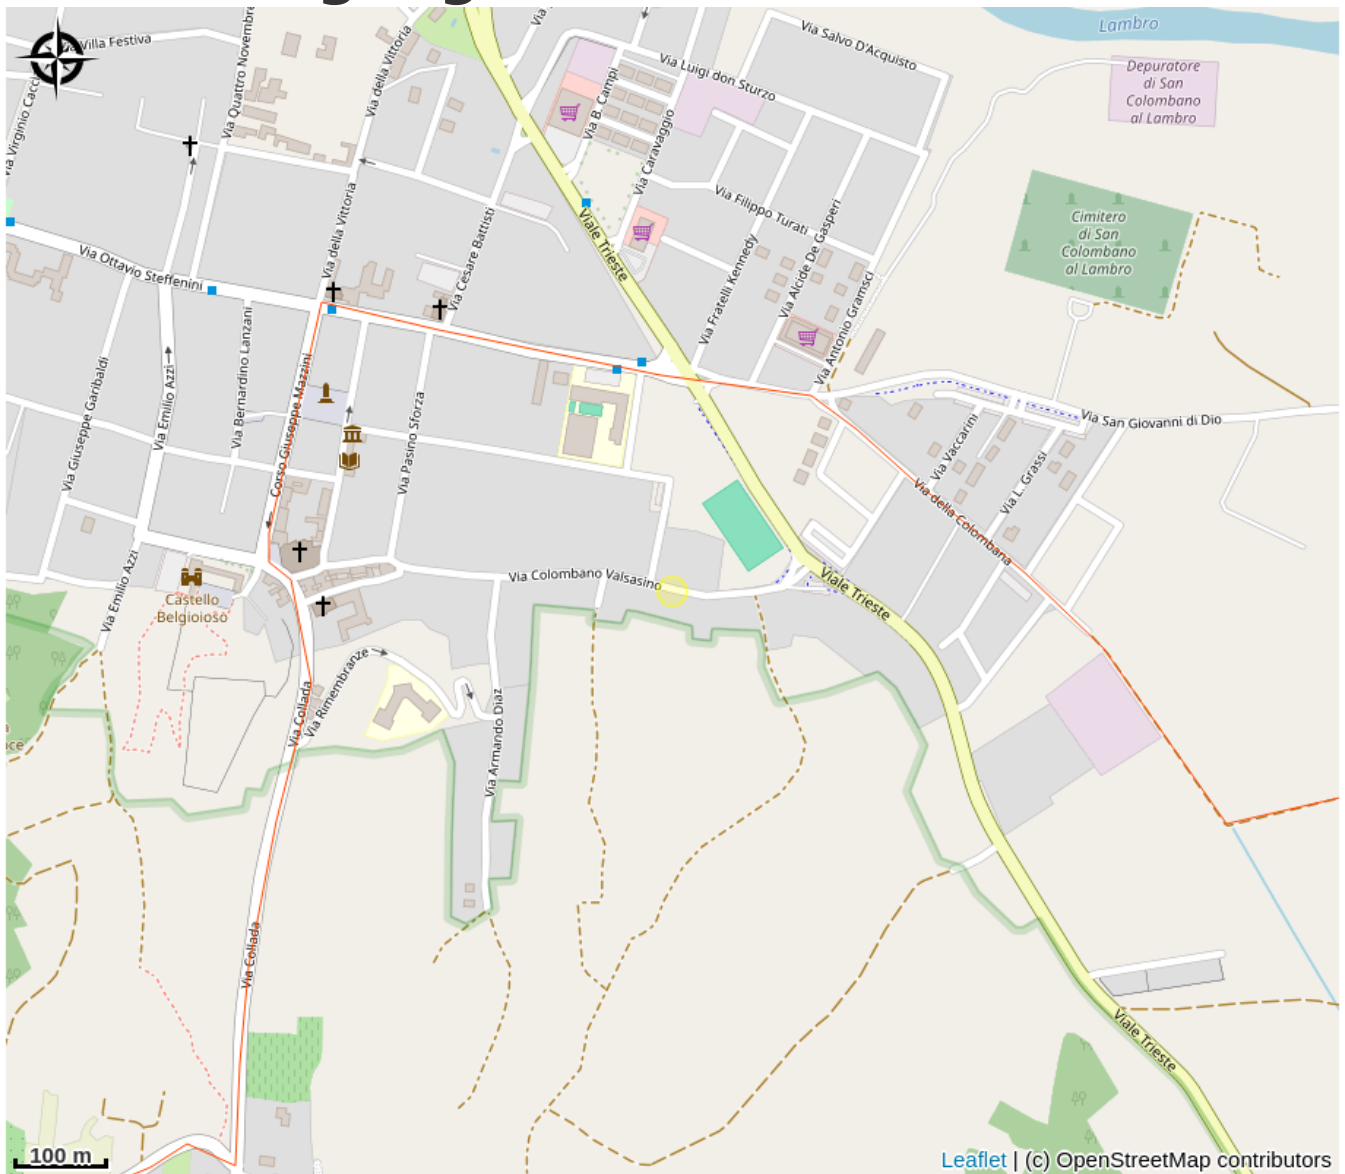 Lambro
Via Villa Festiva
Via Quattro Novembre
Via della Vittoria
Via
Via Salvo D'Acquisto
Via Luigi don Sturzo
Depuratore
di San
Colombano
al Lambro
Via B. Campi
Via Caravaggio
Via Virginio Cacci
Via della Vittoria
Via Cesare Battisti
Viale Trieste
Via Filippo Turati
Via Fratelli Kennedy
Via Alcide De Gasperi
Via Antonio Gramsci
Cimitero
di San
Colombano
al Lambro
Via Ottavio Steffenini
Via Giuseppe Garibaldi
Via Emilio Azzi
Via Bernardino Lanzani
Corso Giuseppe Mazzini
Via Pasino Sforza
Via San Giovanni di Dio
Via Vaccarini
Via L. Grassi
Via della Colombana
Via Emilio Azzi
Castello
Belgioioso
Via Colombano Valsasino
Viale Trieste
Via Rimembranze
Via Collada
Via Armando Diaz
Via Collada
Viale Trieste
100 m
Leaflet | (c) OpenStreetMap contributors